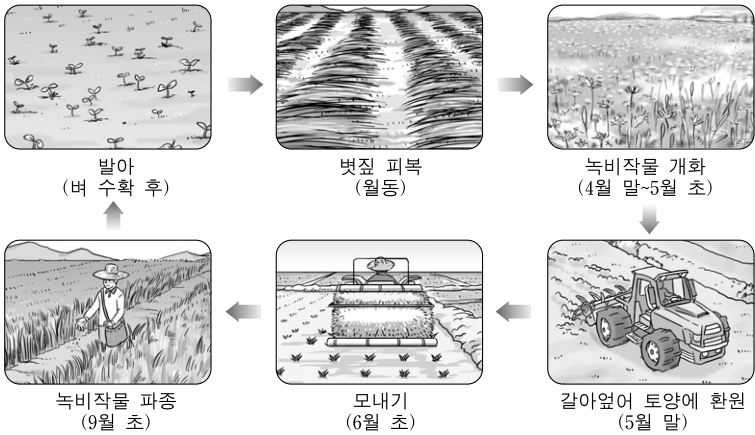 발아
(벼 수확 후)
볏짚 피복
(월동)
녹비작물 개화
(4월 말~5월 초)
녹비작물 파종
(9월 초)
모내기
(6월 초)
갈아엎어 토양에 환원
(5월 말)